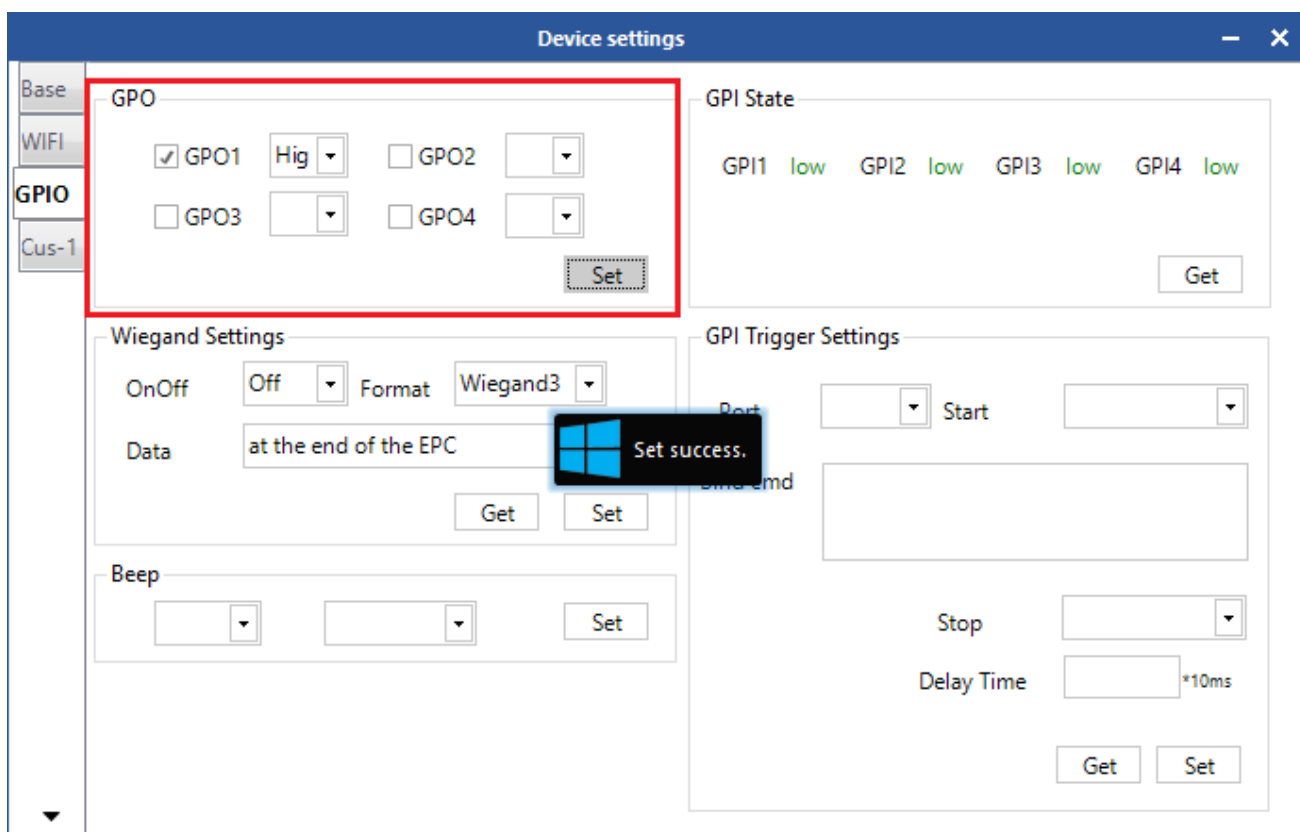 Device settings
Base
WIFI
GPIO
Cus-1
GPO
GPO1 Hig GPO2
GPO3 GPO4
Set
GPI State
GPI1 low GPI2 low GPI3 low GPI4 low
Get
Wiegand Settings
OnOff Off Format Wiegand3
Data at the end of the EPC
Get Set
Set success.
Beep
Set
GPI Trigger Settings
Port Start
cmd
Stop
Delay Time *10ms
Get Set